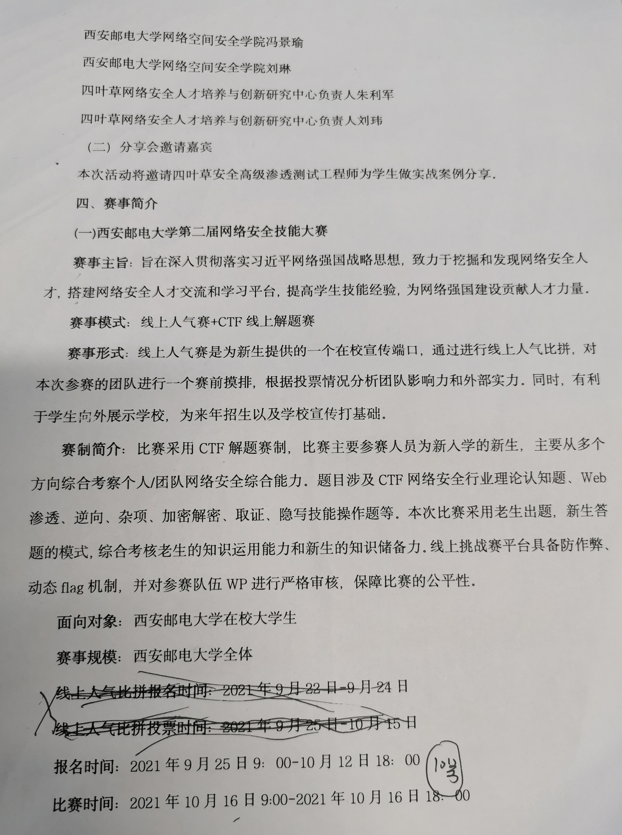 西安邮电大学网络空间安全学院冯景瑜
西安邮电大学网络空间安全学院刘琳
四叶草网络安全人才培养与创新研究中心负责人朱利军
四叶草网络安全人才培养与创新研究中心负责人刘玮
（二）分享会邀请嘉宾
本次活动将邀请四叶草安全高级渗透测试工程师为学生做实战案例分享。
四、赛事简介
(一)西安邮电大学第二届网络安全技能大赛
赛事主旨：旨在深入贯彻落实习近平网络强国战略思想，致力于挖掘和发现网络安全人
才，搭建网络安全人才交流和学习平台，提高学生技能经验，为网络强国建设贡献人才力量。
赛事模式：线上人气赛+CTF 线上解题赛
赛事形式：线上人气赛是为新生提供的一个在校宣传端口，通过进行线上人气比拼，对
本次参赛的团队进行一个赛前摸排，根据投票情况分析团队影响力和外部实力。同时，有利
于学生向外展示学校，为来年招生以及学校宣传打基础。
赛制简介：比赛采用 CTF 解题赛制，比赛主要参赛人员为新入学的新生，主要从多个
方向综合考察个人/团队网络安全综合能力。题目涉及 CTF 网络安全行业理论认知题、Web
渗透、逆向、杂项、加密解密、取证、隐写技能操作题等。本次比赛采用老生出题，新生答
题的模式，综合考核老生的知识运用能力和新生的知识储备力。线上挑战赛平台具备防作弊、
动态 flag 机制，并对参赛队伍 WP 进行严格审核，保障比赛的公平性。
面向对象：西安邮电大学在校大学生
赛事规模：西安邮电大学全体
线上人气比拼报名时间：2021 年 9 月 22 日-9 月 24 日
线上人气比拼投票时间：2021 年 9 月 25 日-10 月 15 日
报名时间：2021 年 9 月 25 日 9：00-10 月 12 日 18：00
10号
比赛时间：2021 年 10 月 16 日 9:00-2021 年 10 月 16 日 18：00